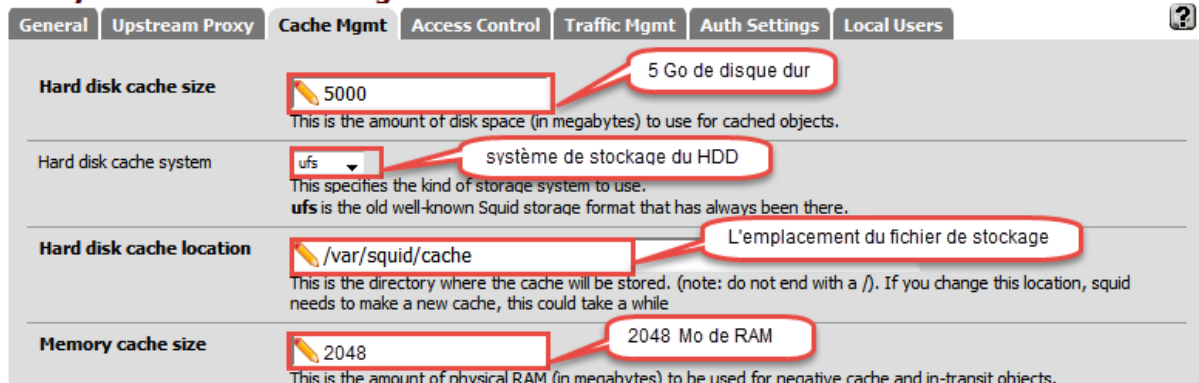 General Upstream Proxy Cache Mgmt Access Control Traffic Mgmt Auth Settings Local Users
Hard disk cache size
5000
5 Go de disque dur
This is the amount of disk space (in megabytes) to use for cached objects.
Hard disk cache system
ufs
système de stockage du HDD
This specifies the kind of storage system to use.
ufs is the old well-known Squid storage format that has always been there.
Hard disk cache location
/var/squid/cache
L'emplacement du fichier de stockage
This is the directory where the cache will be stored. (note: do not end with a /). If you change this location, squid
needs to make a new cache, this could take a while
Memory cache size
2048
2048 Mo de RAM
This is the amount of physical RAM (in megabytes) to be used for negative cache and in-transit objects.